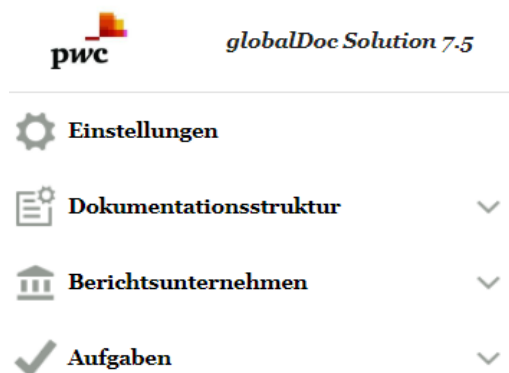 pwc
globalDoc Solution 7.5
Einstellungen
Dokumentationsstruktur
Berichtsunternehmen
Aufgaben